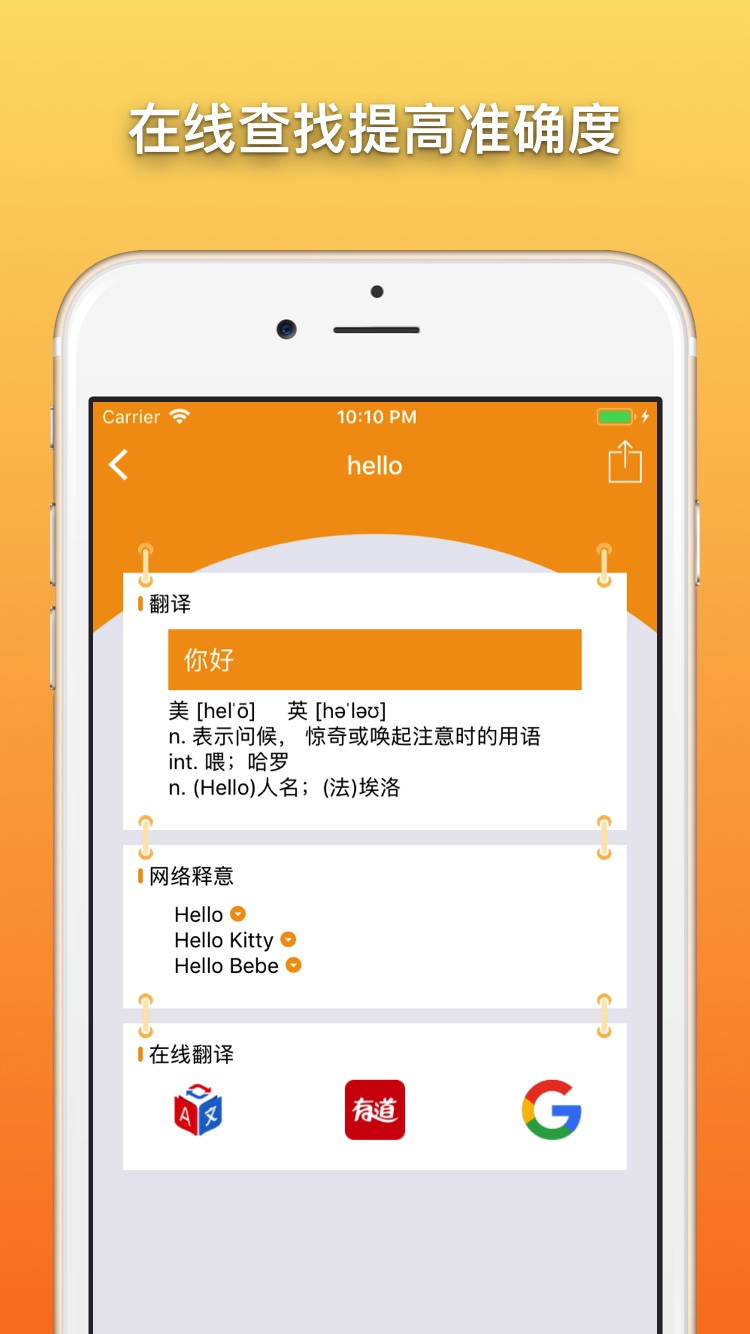 在线查找提高准确度
Carrier 10:10 PM
hello
翻译
你好
美 [helˈō] 英 [həˈləʊ]
n. 表示问候， 惊奇或唤起注意时的用语
int. 喂；哈罗
n. (Hello)人名；(法)埃洛
网络释意
Hello
Hello Kitty
Hello Bebe
在线翻译
A 文 有道 G